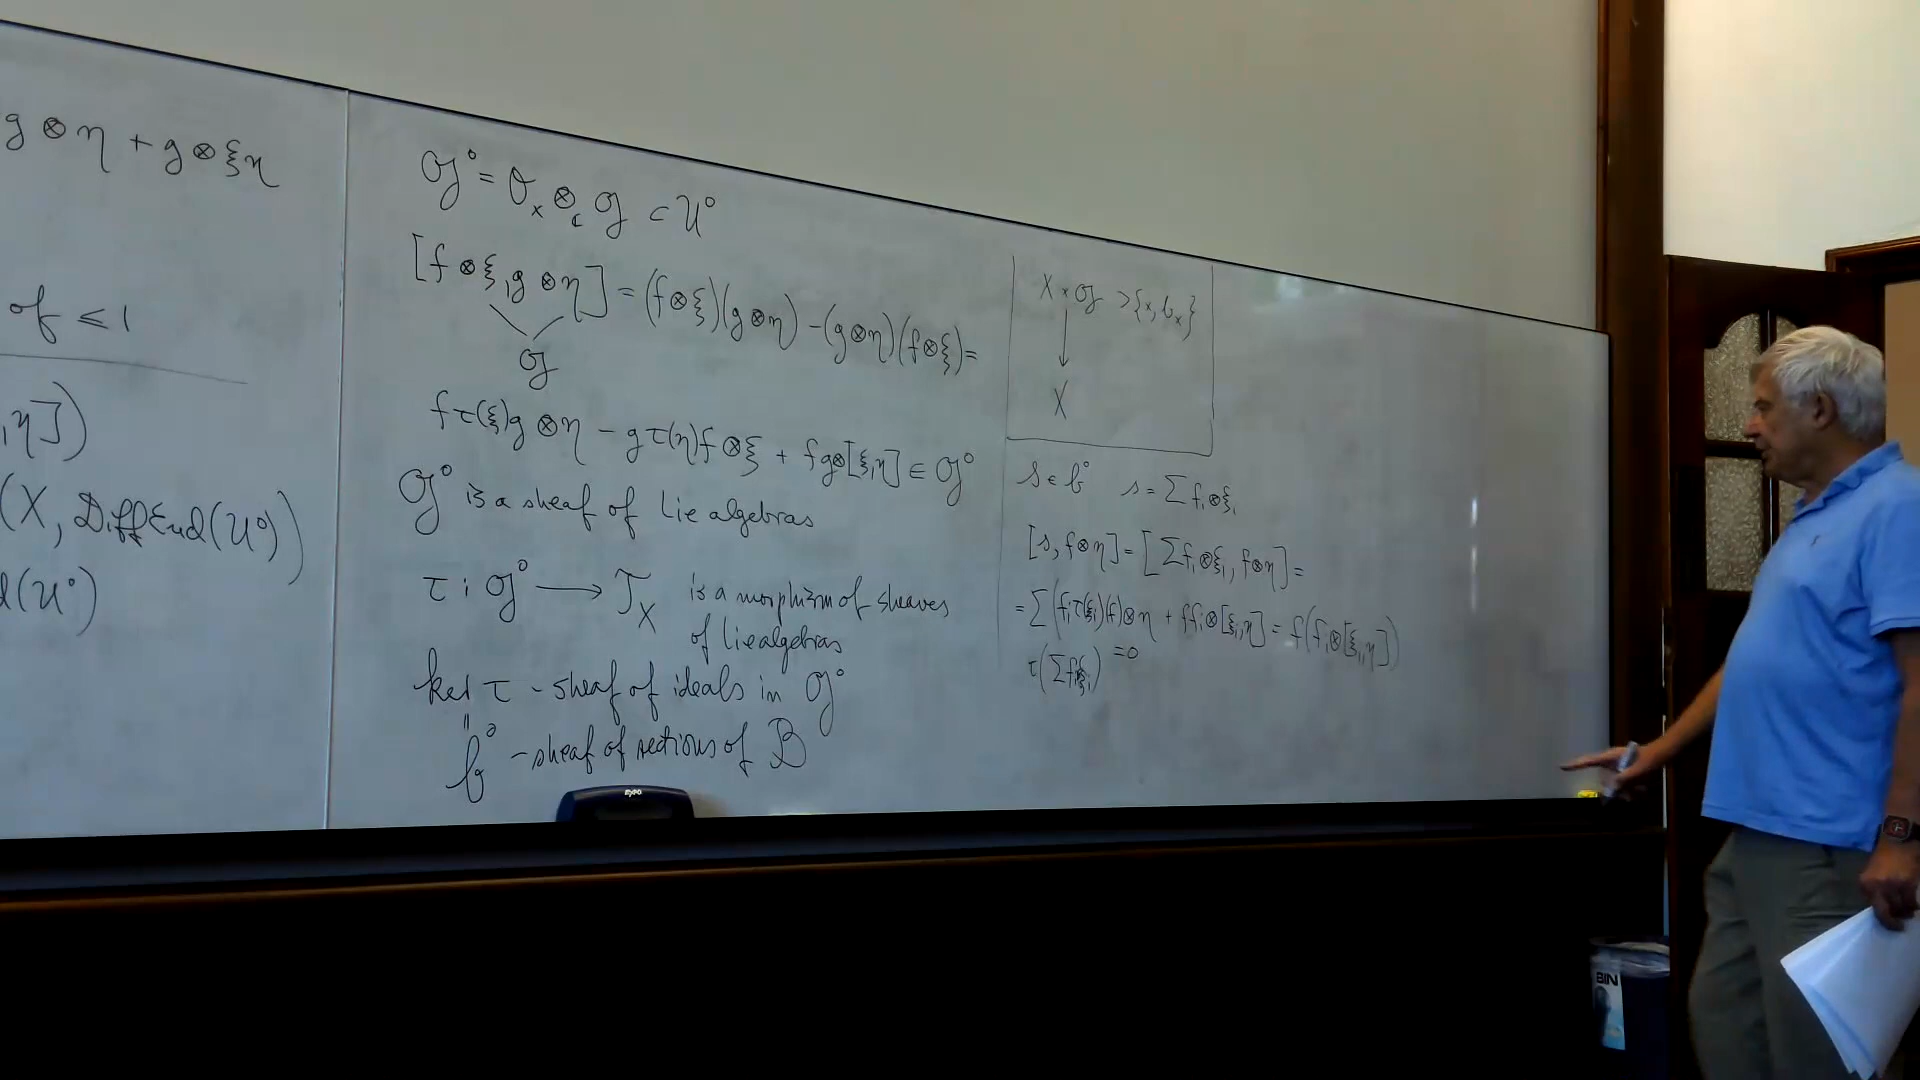 g ⊗ η + g ⊗ ξη
of ≤ 1
,η])
(X, DiffEnd(U°))
d(U°)
𝔤° = O_X ⊗_C 𝔤 ⊂ U°
[f ⊗ ξ, g ⊗ η] = (f⊗ξ)(g⊗η) - (g⊗η)(f⊗ξ) =
𝔤
fτ(ξ)g ⊗ η - gτ(η)f ⊗ ξ + fg⊗[ξ,η] ∈ 𝔤°
𝔤° is a sheaf of Lie algebras
τ : 𝔤° ⟶ T_X is a morphism of sheaves
of Lie algebras
ker τ - sheaf of ideals in 𝔤°
"
𝔟° - sheaf of sections of B
X × 𝔤 > {x, 𝔟_x}
↓
X
s ∈ 𝔟° s = Σ f_i ⊗ ξ_i
[s, f⊗η] = [Σ f_i ⊗ ξ_i, f⊗η] =
= Σ (f_i τ(ξ_i)(f) ⊗ η + f f_i ⊗ [ξ_i, η] = f(f_i ⊗ [ξ_i, η])
τ(Σ f_i ξ_i) = 0
EXPO
BIN